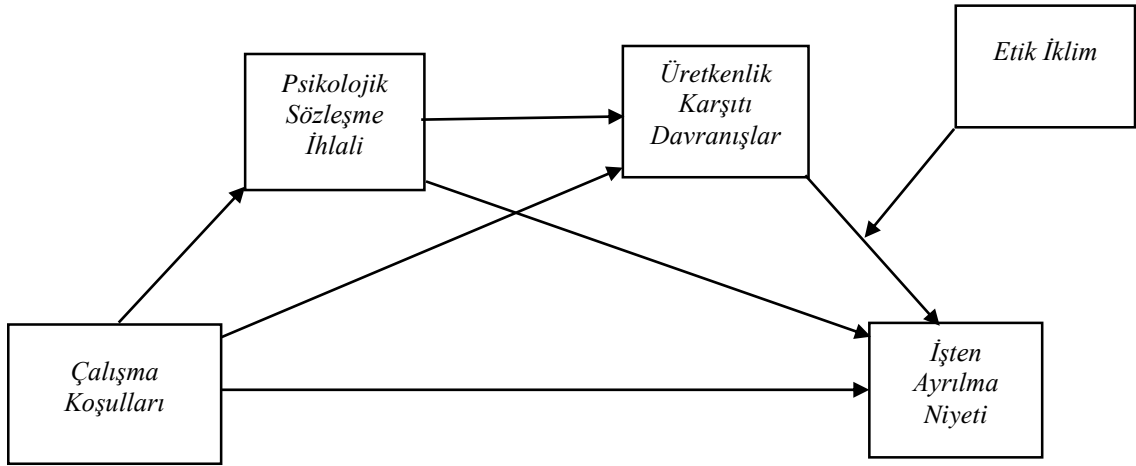 Psikolojik
Sözleşme
İhlali
Üretkenlik
Karşıtı
Davranışlar
Etik İklim
Çalışma
Koşulları
İşten
Ayrılma
Niyeti